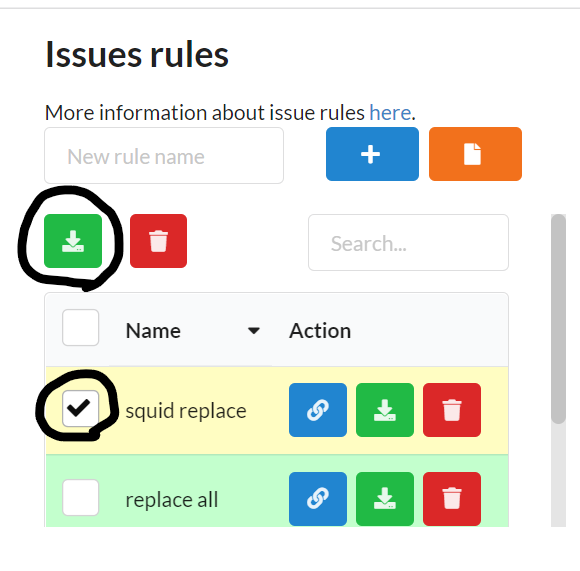 Issues rules
More information about issue rules here.
New rule name
Search...
Name Action
squid replace
replace all